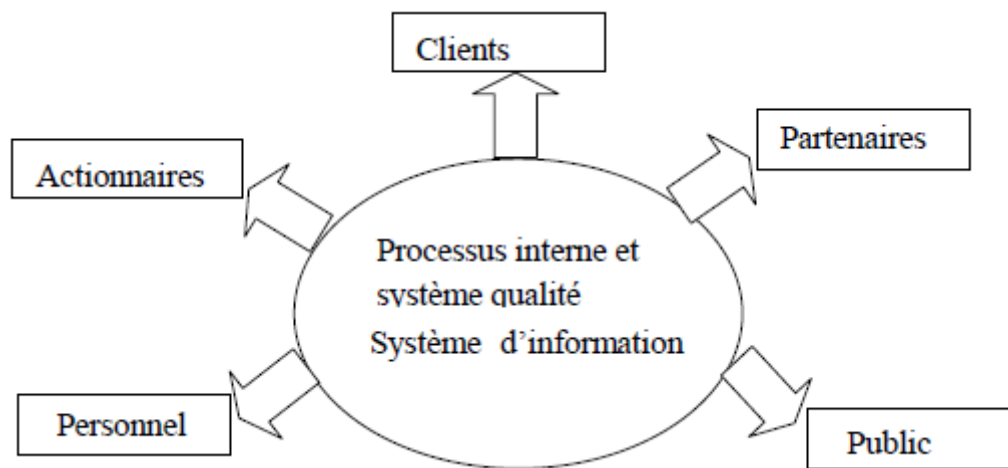 Clients
Partenaires
Actionnaires
Processus interne et
système qualité
Système d’information
Personnel
Public